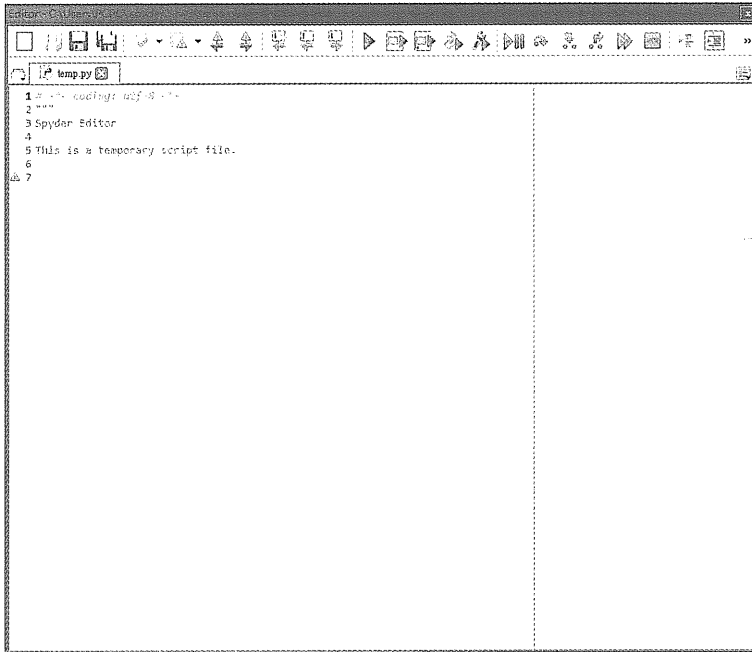 temp.py
1 # -*- coding: utf-8 -*-
2 """
3 Spyder Editor
4
5 This is a temporary script file.
6
7